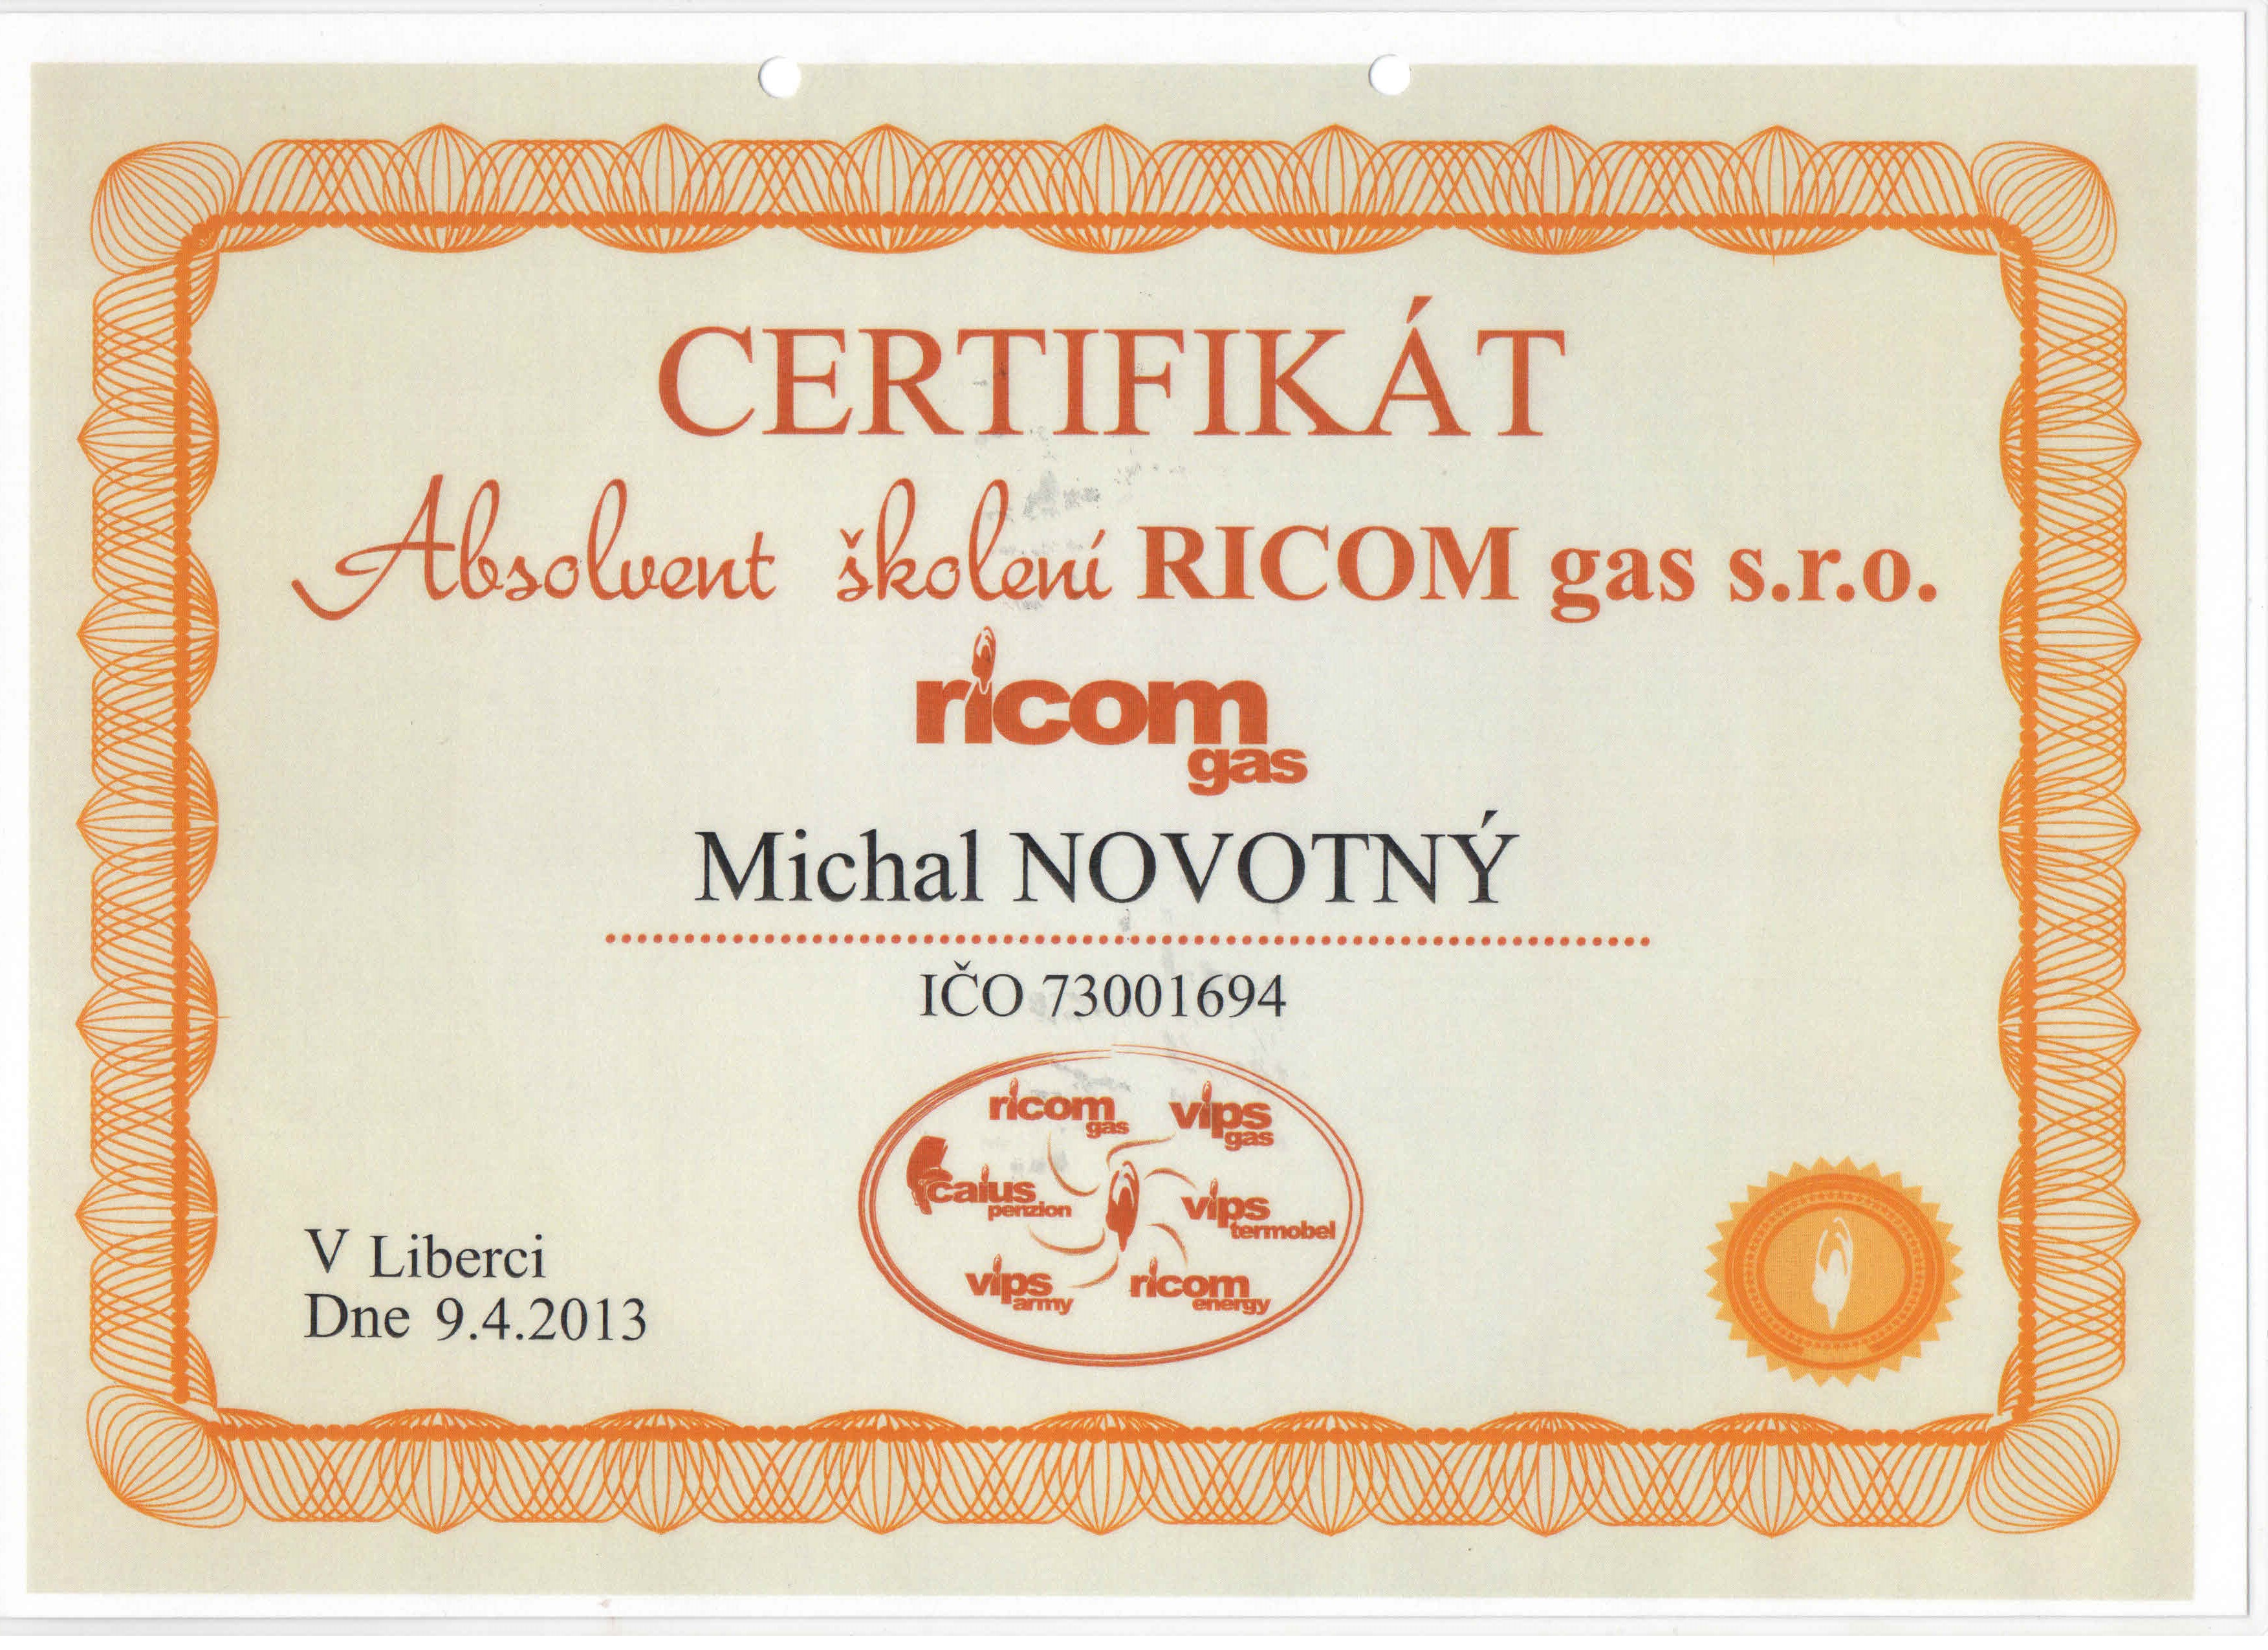 CERTIFIKÁT
Absolvent školení RICOM gas s.r.o.
ricom
gas
Michal NOVOTNÝ
IČO 73001694
ricom
gas
vips
gas
calus
penzion
vips
termobel
vips
army
ricom
energy
V Liberci
Dne 9.4.2013